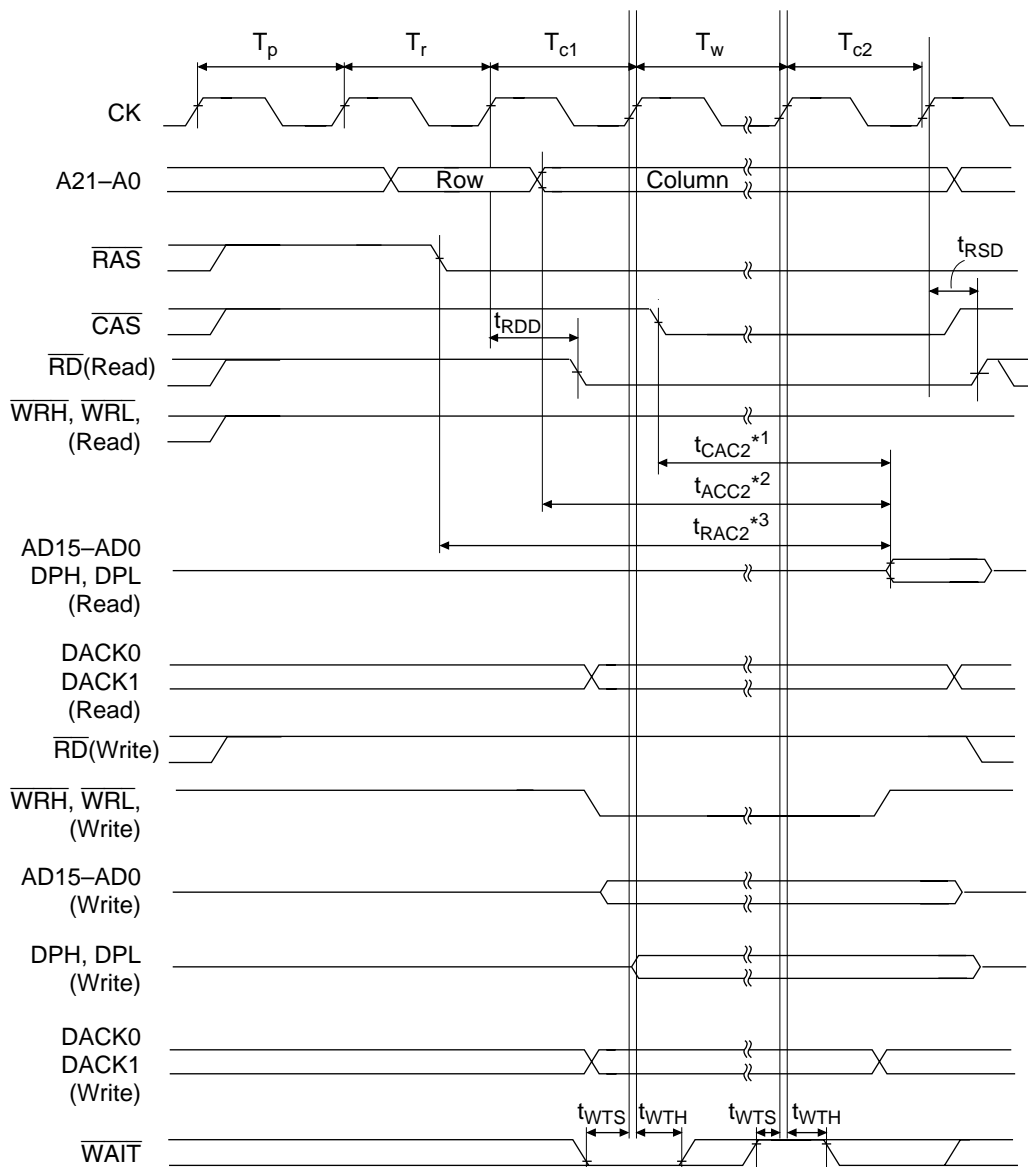 Tp Tr Tc1 Tw Tc2
CK
A21–A0
Row
Column
RAS
tRSD
CAS
tRDD
RD(Read)
WRH, WRL,
(Read)
tCAC2*1
tACC2*2
tRAC2*3
AD15–AD0
DPH, DPL
(Read)
DACK0
DACK1
(Read)
RD(Write)
WRH, WRL,
(Write)
AD15–AD0
(Write)
DPH, DPL
(Write)
DACK0
DACK1
(Write)
tWTS tWTH tWTS tWTH
WAIT